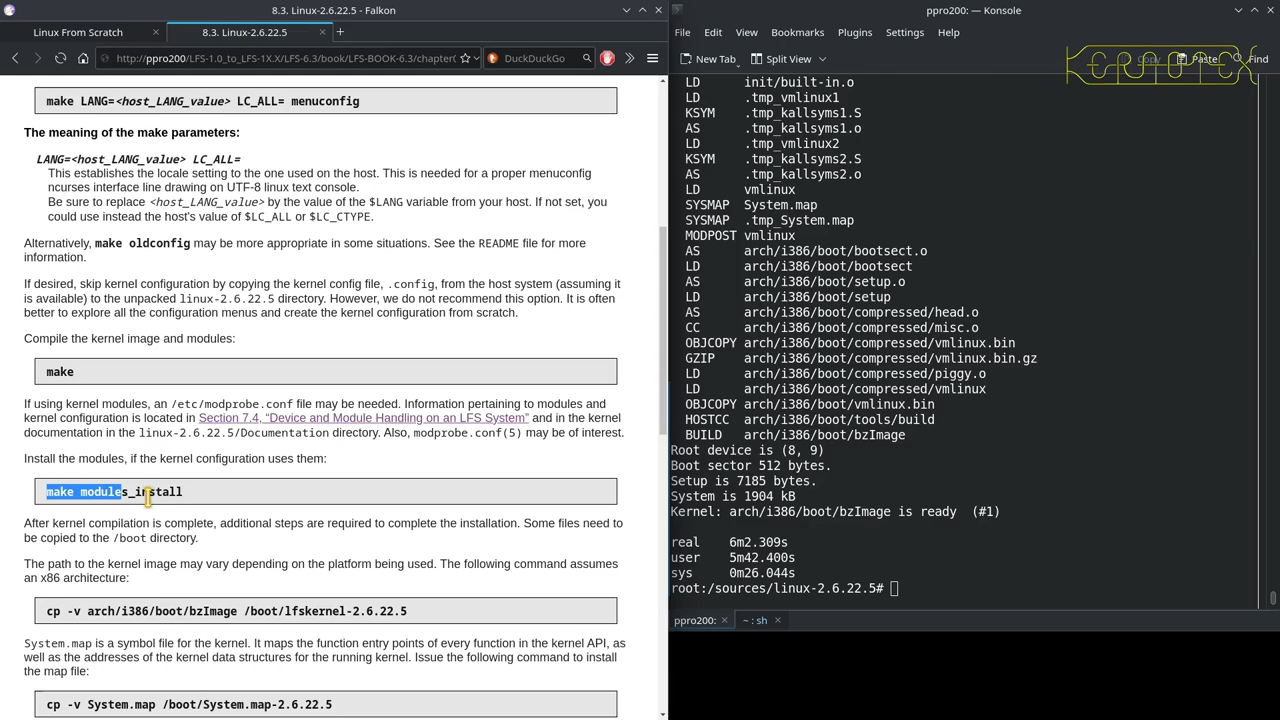 8.3. Linux-2.6.22.5 - Falkon
Linux From Scratch
8.3. Linux-2.6.22.5
http://ppro200/LFS-1.0_to_LFS-1X.X/LFS-6.3/book/LFS-BOOK-6.3/chapter(
DuckDuckGo
make LANG=<host_LANG_value> LC_ALL= menuconfig
The meaning of the make parameters:
LANG=<host_LANG_value> LC_ALL=
This establishes the locale setting to the one used on the host. This is needed for a proper menuconfig
ncurses interface line drawing on UTF-8 linux text console.
Be sure to replace <host_LANG_value> by the value of the $LANG variable from your host. If not set, you
could use instead the host's value of $LC_ALL or $LC_CTYPE.
Alternatively, make oldconfig may be more appropriate in some situations. See the README file for more
information.
If desired, skip kernel configuration by copying the kernel config file, .config, from the host system (assuming it
is available) to the unpacked linux-2.6.22.5 directory. However, we do not recommend this option. It is often
better to explore all the configuration menus and create the kernel configuration from scratch.
Compile the kernel image and modules:
make
If using kernel modules, an /etc/modprobe.conf file may be needed. Information pertaining to modules and
kernel configuration is located in Section 7.4, “Device and Module Handling on an LFS System” and in the kernel
documentation in the linux-2.6.22.5/Documentation directory. Also, modprobe.conf(5) may be of interest.
Install the modules, if the kernel configuration uses them:
make modules_install
After kernel compilation is complete, additional steps are required to complete the installation. Some files need to
be copied to the /boot directory.
The path to the kernel image may vary depending on the platform being used. The following command assumes
an x86 architecture:
cp -v arch/i386/boot/bzImage /boot/lfskernel-2.6.22.5
System.map is a symbol file for the kernel. It maps the function entry points of every function in the kernel API, as
well as the addresses of the kernel data structures for the running kernel. Issue the following command to install
the map file:
cp -v System.map /boot/System.map-2.6.22.5
ppro200: — Konsole
File Edit View Bookmarks Plugins Settings Help
New Tab Split View Copy Paste Find
LD init/built-in.o
LD .tmp_vmlinux1
KSYM .tmp_kallsyms1.S
AS .tmp_kallsyms1.o
LD .tmp_vmlinux2
KSYM .tmp_kallsyms2.S
AS .tmp_kallsyms2.o
LD vmlinux
SYSMAP System.map
SYSMAP .tmp_System.map
MODPOST vmlinux
AS arch/i386/boot/bootsect.o
LD arch/i386/boot/bootsect
AS arch/i386/boot/setup.o
LD arch/i386/boot/setup
AS arch/i386/boot/compressed/head.o
CC arch/i386/boot/compressed/misc.o
OBJCOPY arch/i386/boot/compressed/vmlinux.bin
GZIP arch/i386/boot/compressed/vmlinux.bin.gz
LD arch/i386/boot/compressed/piggy.o
LD arch/i386/boot/compressed/vmlinux
OBJCOPY arch/i386/boot/vmlinux.bin
HOSTCC arch/i386/boot/tools/build
BUILD arch/i386/boot/bzImage
Root device is (8, 9)
Boot sector 512 bytes.
Setup is 7185 bytes.
System is 1904 kB
Kernel: arch/i386/boot/bzImage is ready (#1)
real 6m2.309s
user 5m42.400s
sys 0m26.044s
root:/sources/linux-2.6.22.5#
ppro200:
~ : sh